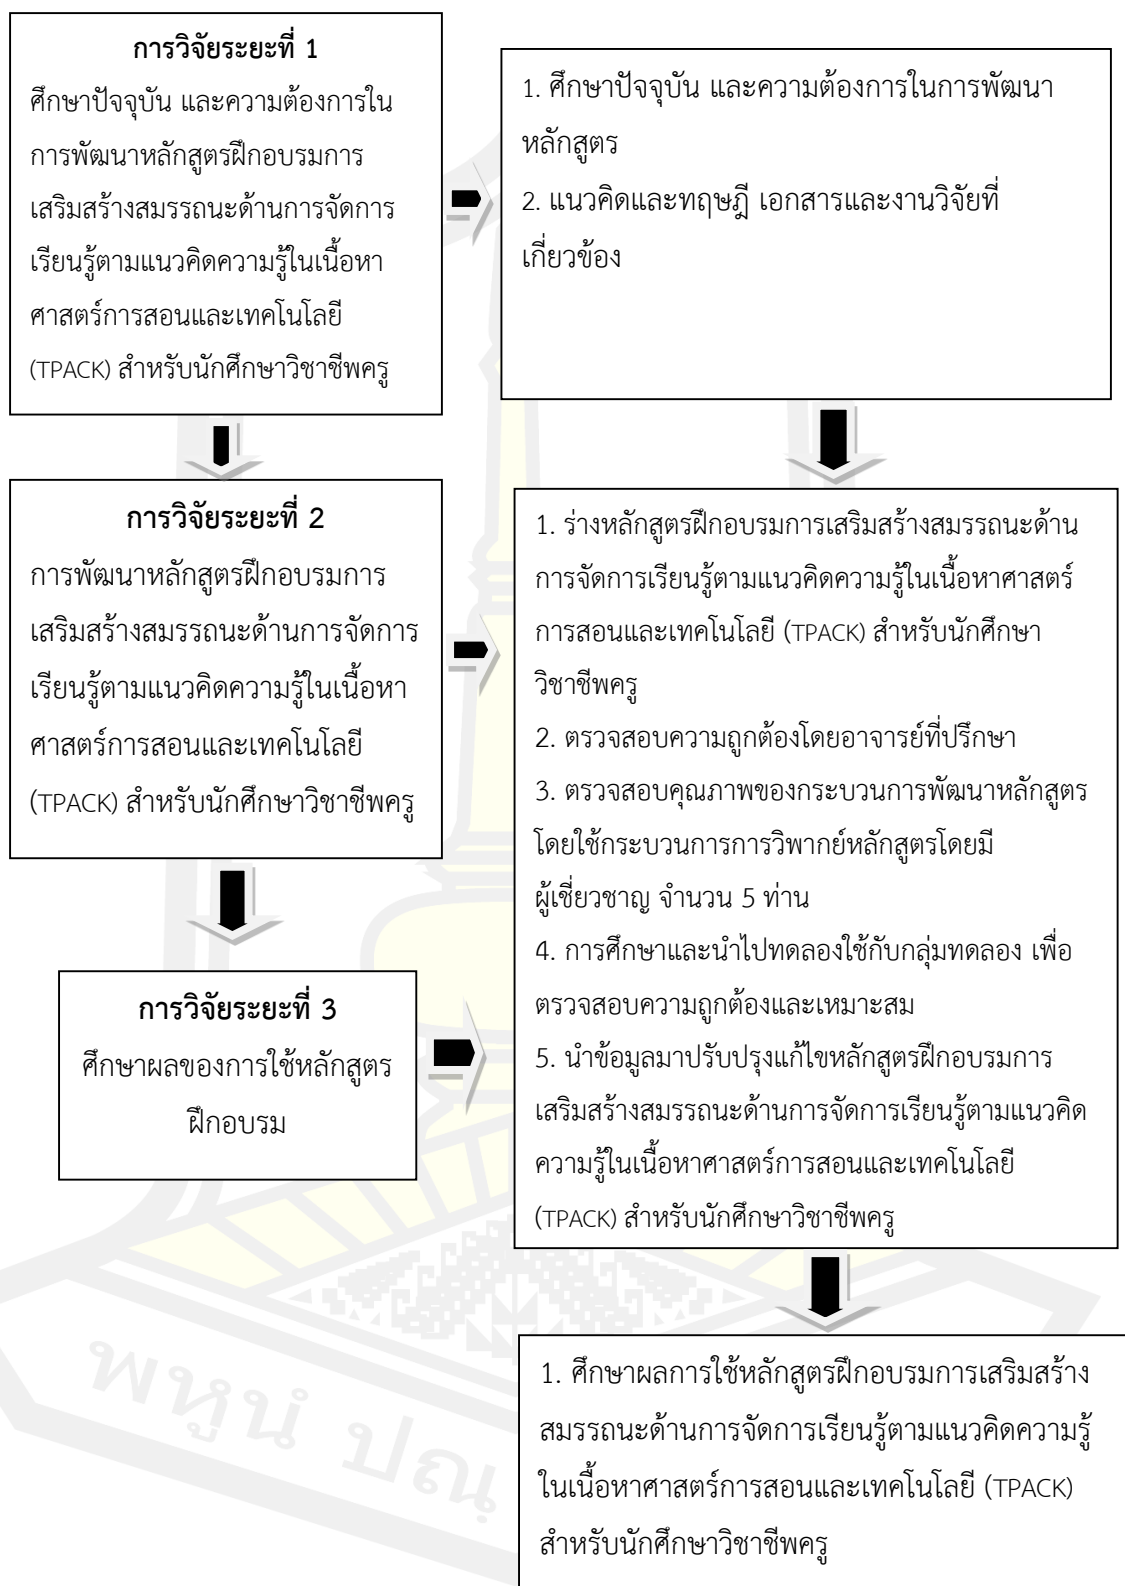 การวิจัยระยะที่ 1
ศึกษาปัจจุบัน และความต้องการใน
การพัฒนาหลักสูตรฝึกอบรมการ
เสริมสร้างสมรรถนะด้านการจัดการ
เรียนรู้ตามแนวคิดความรู้ในเนื้อหา
ศาสตร์การสอนและเทคโนโลยี
(TPACK) สำหรับนักศึกษาวิชาชีพครู
1. ศึกษาปัจจุบัน และความต้องการในการพัฒนา
หลักสูตร
2. แนวคิดและทฤษฎี เอกสารและงานวิจัยที่
เกี่ยวข้อง
การวิจัยระยะที่ 2
การพัฒนาหลักสูตรฝึกอบรมการ
เสริมสร้างสมรรถนะด้านการจัดการ
เรียนรู้ตามแนวคิดความรู้ในเนื้อหา
ศาสตร์การสอนและเทคโนโลยี
(TPACK) สำหรับนักศึกษาวิชาชีพครู
1. ร่างหลักสูตรฝึกอบรมการเสริมสร้างสมรรถนะด้าน
การจัดการเรียนรู้ตามแนวคิดความรู้ในเนื้อหาศาสตร์
การสอนและเทคโนโลยี (TPACK) สำหรับนักศึกษา
วิชาชีพครู
2. ตรวจสอบความถูกต้องโดยอาจารย์ที่ปรึกษา
3. ตรวจสอบคุณภาพของกระบวนการพัฒนาหลักสูตร
โดยใช้กระบวนการการวิพากย์หลักสูตรโดยมี
ผู้เชี่ยวชาญ จำนวน 5 ท่าน
4. การศึกษาและนำไปทดลองใช้กับกลุ่มทดลอง เพื่อ
ตรวจสอบความถูกต้องและเหมาะสม
5. นำข้อมูลมาปรับปรุงแก้ไขหลักสูตรฝึกอบรมการ
เสริมสร้างสมรรถนะด้านการจัดการเรียนรู้ตามแนวคิด
ความรู้ในเนื้อหาศาสตร์การสอนและเทคโนโลยี
(TPACK) สำหรับนักศึกษาวิชาชีพครู
การวิจัยระยะที่ 3
ศึกษาผลของการใช้หลักสูตร
ฝึกอบรม
1. ศึกษาผลการใช้หลักสูตรฝึกอบรมการเสริมสร้าง
สมรรถนะด้านการจัดการเรียนรู้ตามแนวคิดความรู้
ในเนื้อหาศาสตร์การสอนและเทคโนโลยี (TPACK)
สำหรับนักศึกษาวิชาชีพครู
พหูนํ ปณฺ